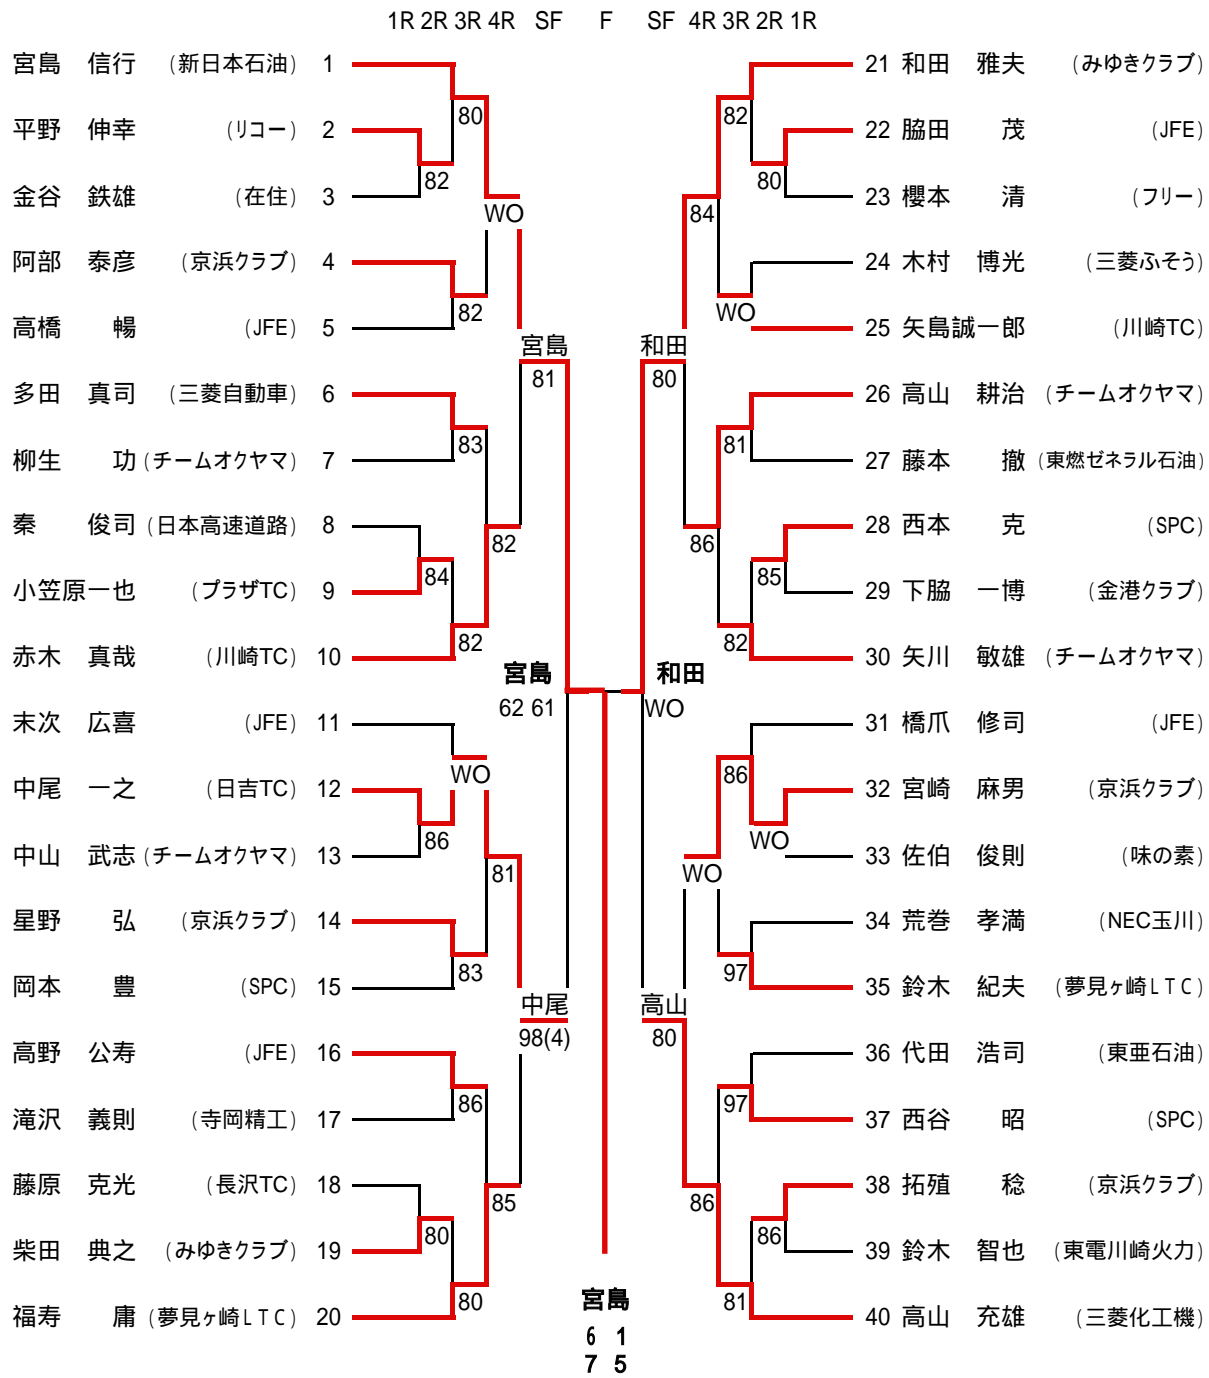 1R 2R 3R 4R SF F SF 4R 3R 2R 1R
宮島 信行 (新日本石油) 1
21 和田 雅夫 (みゆきクラブ)
80
82
平野 伸幸 (リコー) 2
22 脇田 茂 (JFE)
82
80
金谷 鉄雄 (在住) 3
23 櫻本 清 (フリー)
WO
84
阿部 泰彦 (京浜クラブ) 4
24 木村 博光 (三菱ふそう)
82
WO
高橋 暢 (JFE) 5
25 矢島誠一郎 (川崎TC)
宮島
和田
81
80
多田 真司 (三菱自動車) 6
26 高山 耕治 (チームオクヤマ)
83
81
柳生 功 (チームオクヤマ) 7
27 藤本 撤 (東燃ゼネラル石油)
秦 俊司 (日本高速道路) 8
28 西本 克 (SPC)
82
86
84
85
小笠原一也 (プラザTC) 9
29 下脇 一博 (金港クラブ)
82
82
赤木 真哉 (川崎TC) 10
30 矢川 敏雄 (チームオクヤマ)
宮島
和田
62 61
WO
末次 広喜 (JFE) 11
31 橋爪 修司 (JFE)
WO
86
中尾 一之 (日吉TC) 12
32 宮崎 麻男 (京浜クラブ)
86
WO
中山 武志 (チームオクヤマ) 13
33 佐伯 俊則 (味の素)
81
WO
星野 弘 (京浜クラブ) 14
34 荒巻 孝満 (NEC玉川)
83
97
岡本 豊 (SPC) 15
35 鈴木 紀夫 (夢見ヶ崎LTC)
中尾
高山
98(4)
80
高野 公寿 (JFE) 16
36 代田 浩司 (東亜石油)
86
97
滝沢 義則 (寺岡精工) 17
37 西谷 昭 (SPC)
藤原 克光 (長沢TC) 18
38 拓殖 稔 (京浜クラブ)
85
86
80
86
柴田 典之 (みゆきクラブ) 19
39 鈴木 智也 (東電川崎火力)
80
81
福寿 庸 (夢見ヶ崎LTC) 20
40 高山 充雄 (三菱化工機)
宮島
6 1
7 5